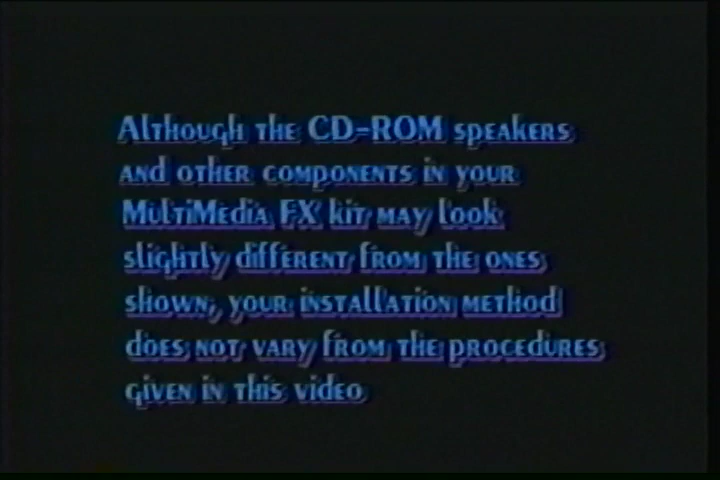 Although the CD-ROM speakers
and other components in your
MultiMedia FX kit may look
slightly different from the ones
shown, your installation method
does not vary from the procedures
given in this video